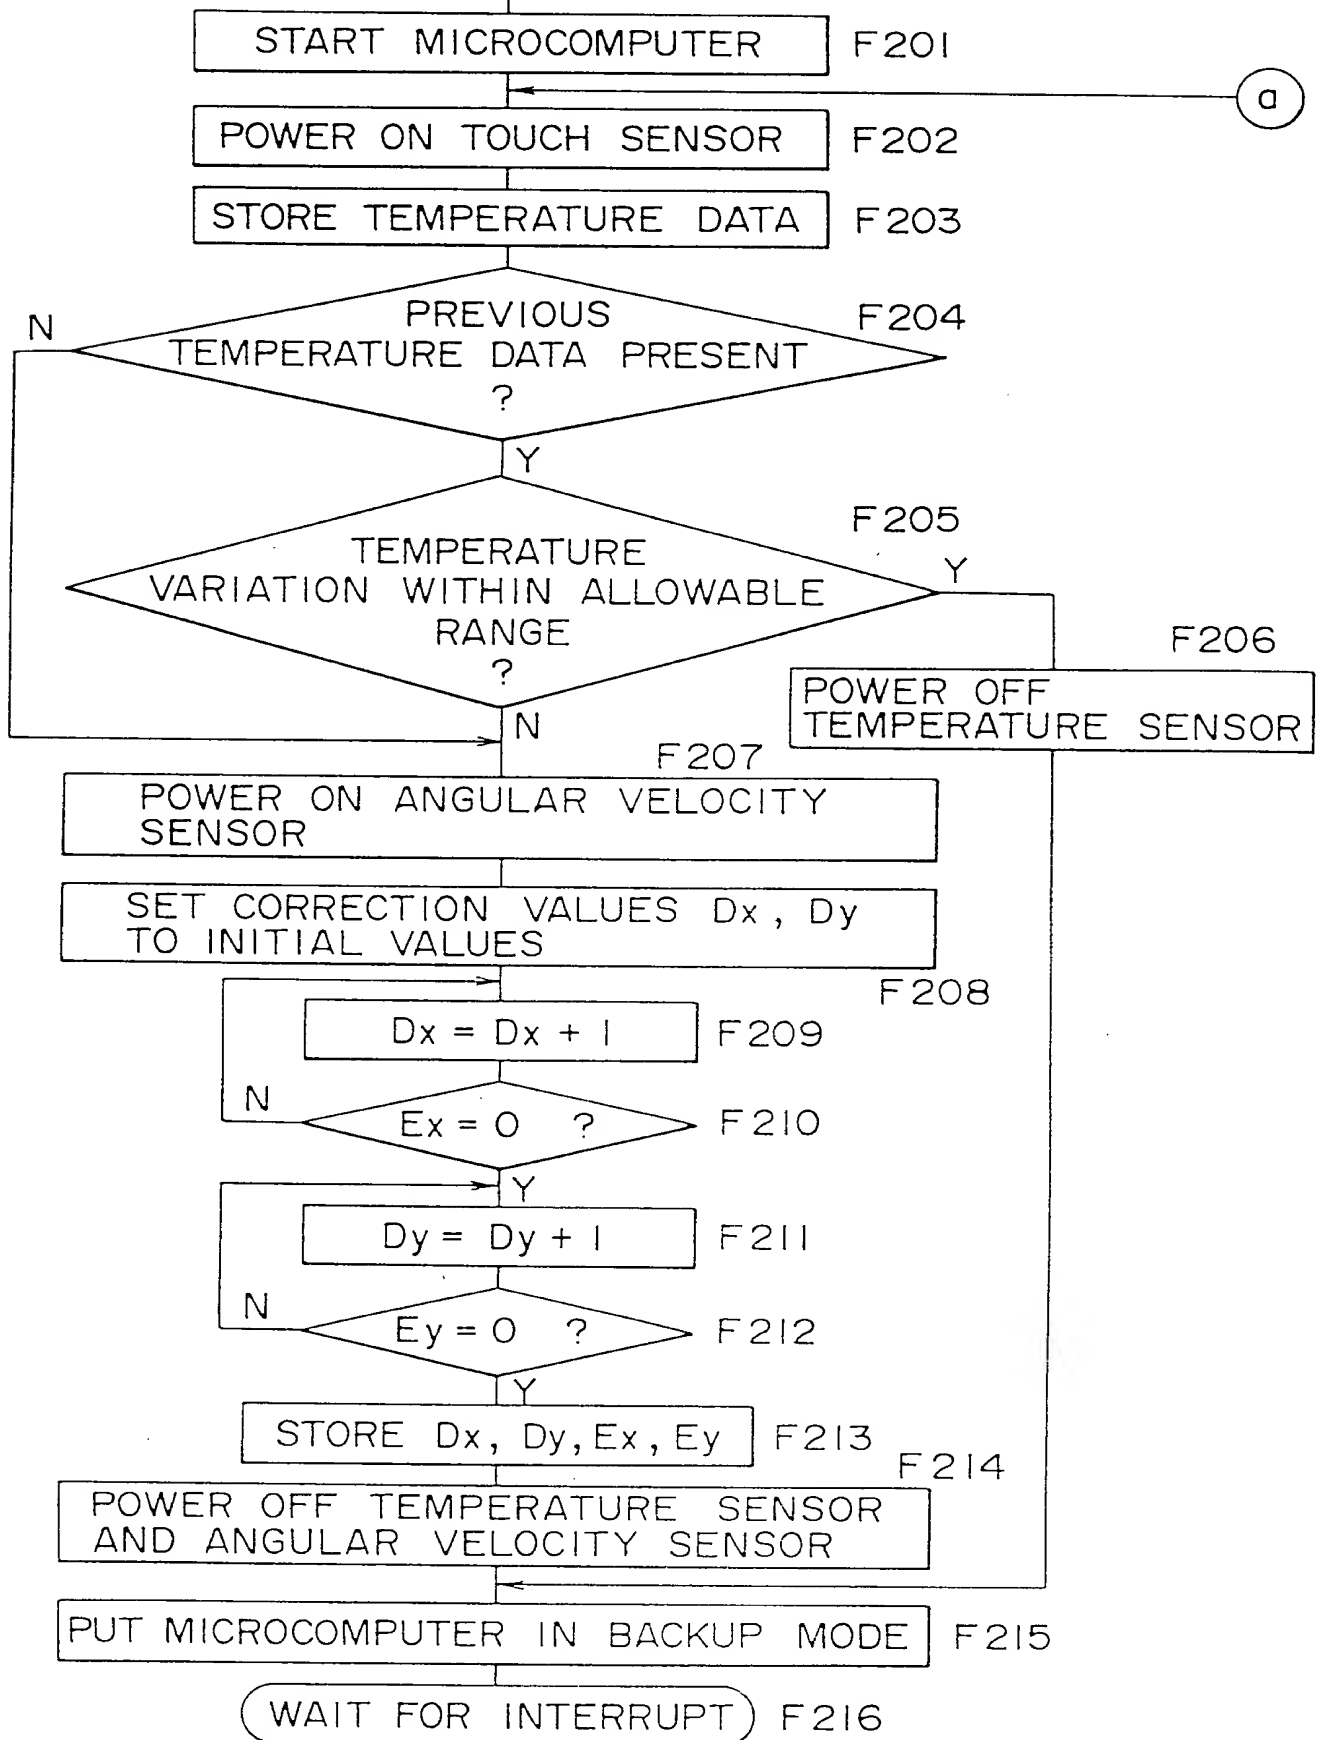 START MICROCOMPUTER F201
a
POWER ON TOUCH SENSOR F202
STORE TEMPERATURE DATA F203
N
PREVIOUS F204
TEMPERATURE DATA PRESENT
?
Y
F205
TEMPERATURE Y
VARIATION WITHIN ALLOWABLE
RANGE
?
F206
POWER OFF
TEMPERATURE SENSOR
N
F207
POWER ON ANGULAR VELOCITY
SENSOR
SET CORRECTION VALUES Dx, Dy
TO INITIAL VALUES
F208
Dx = Dx + 1 F209
N
Ex = 0 ? F210
Y
Dy = Dy + 1 F211
N
Ey = 0 ? F212
Y
STORE Dx, Dy, Ex, Ey F213
F214
POWER OFF TEMPERATURE SENSOR
AND ANGULAR VELOCITY SENSOR
PUT MICROCOMPUTER IN BACKUP MODE F215
WAIT FOR INTERRUPT F216